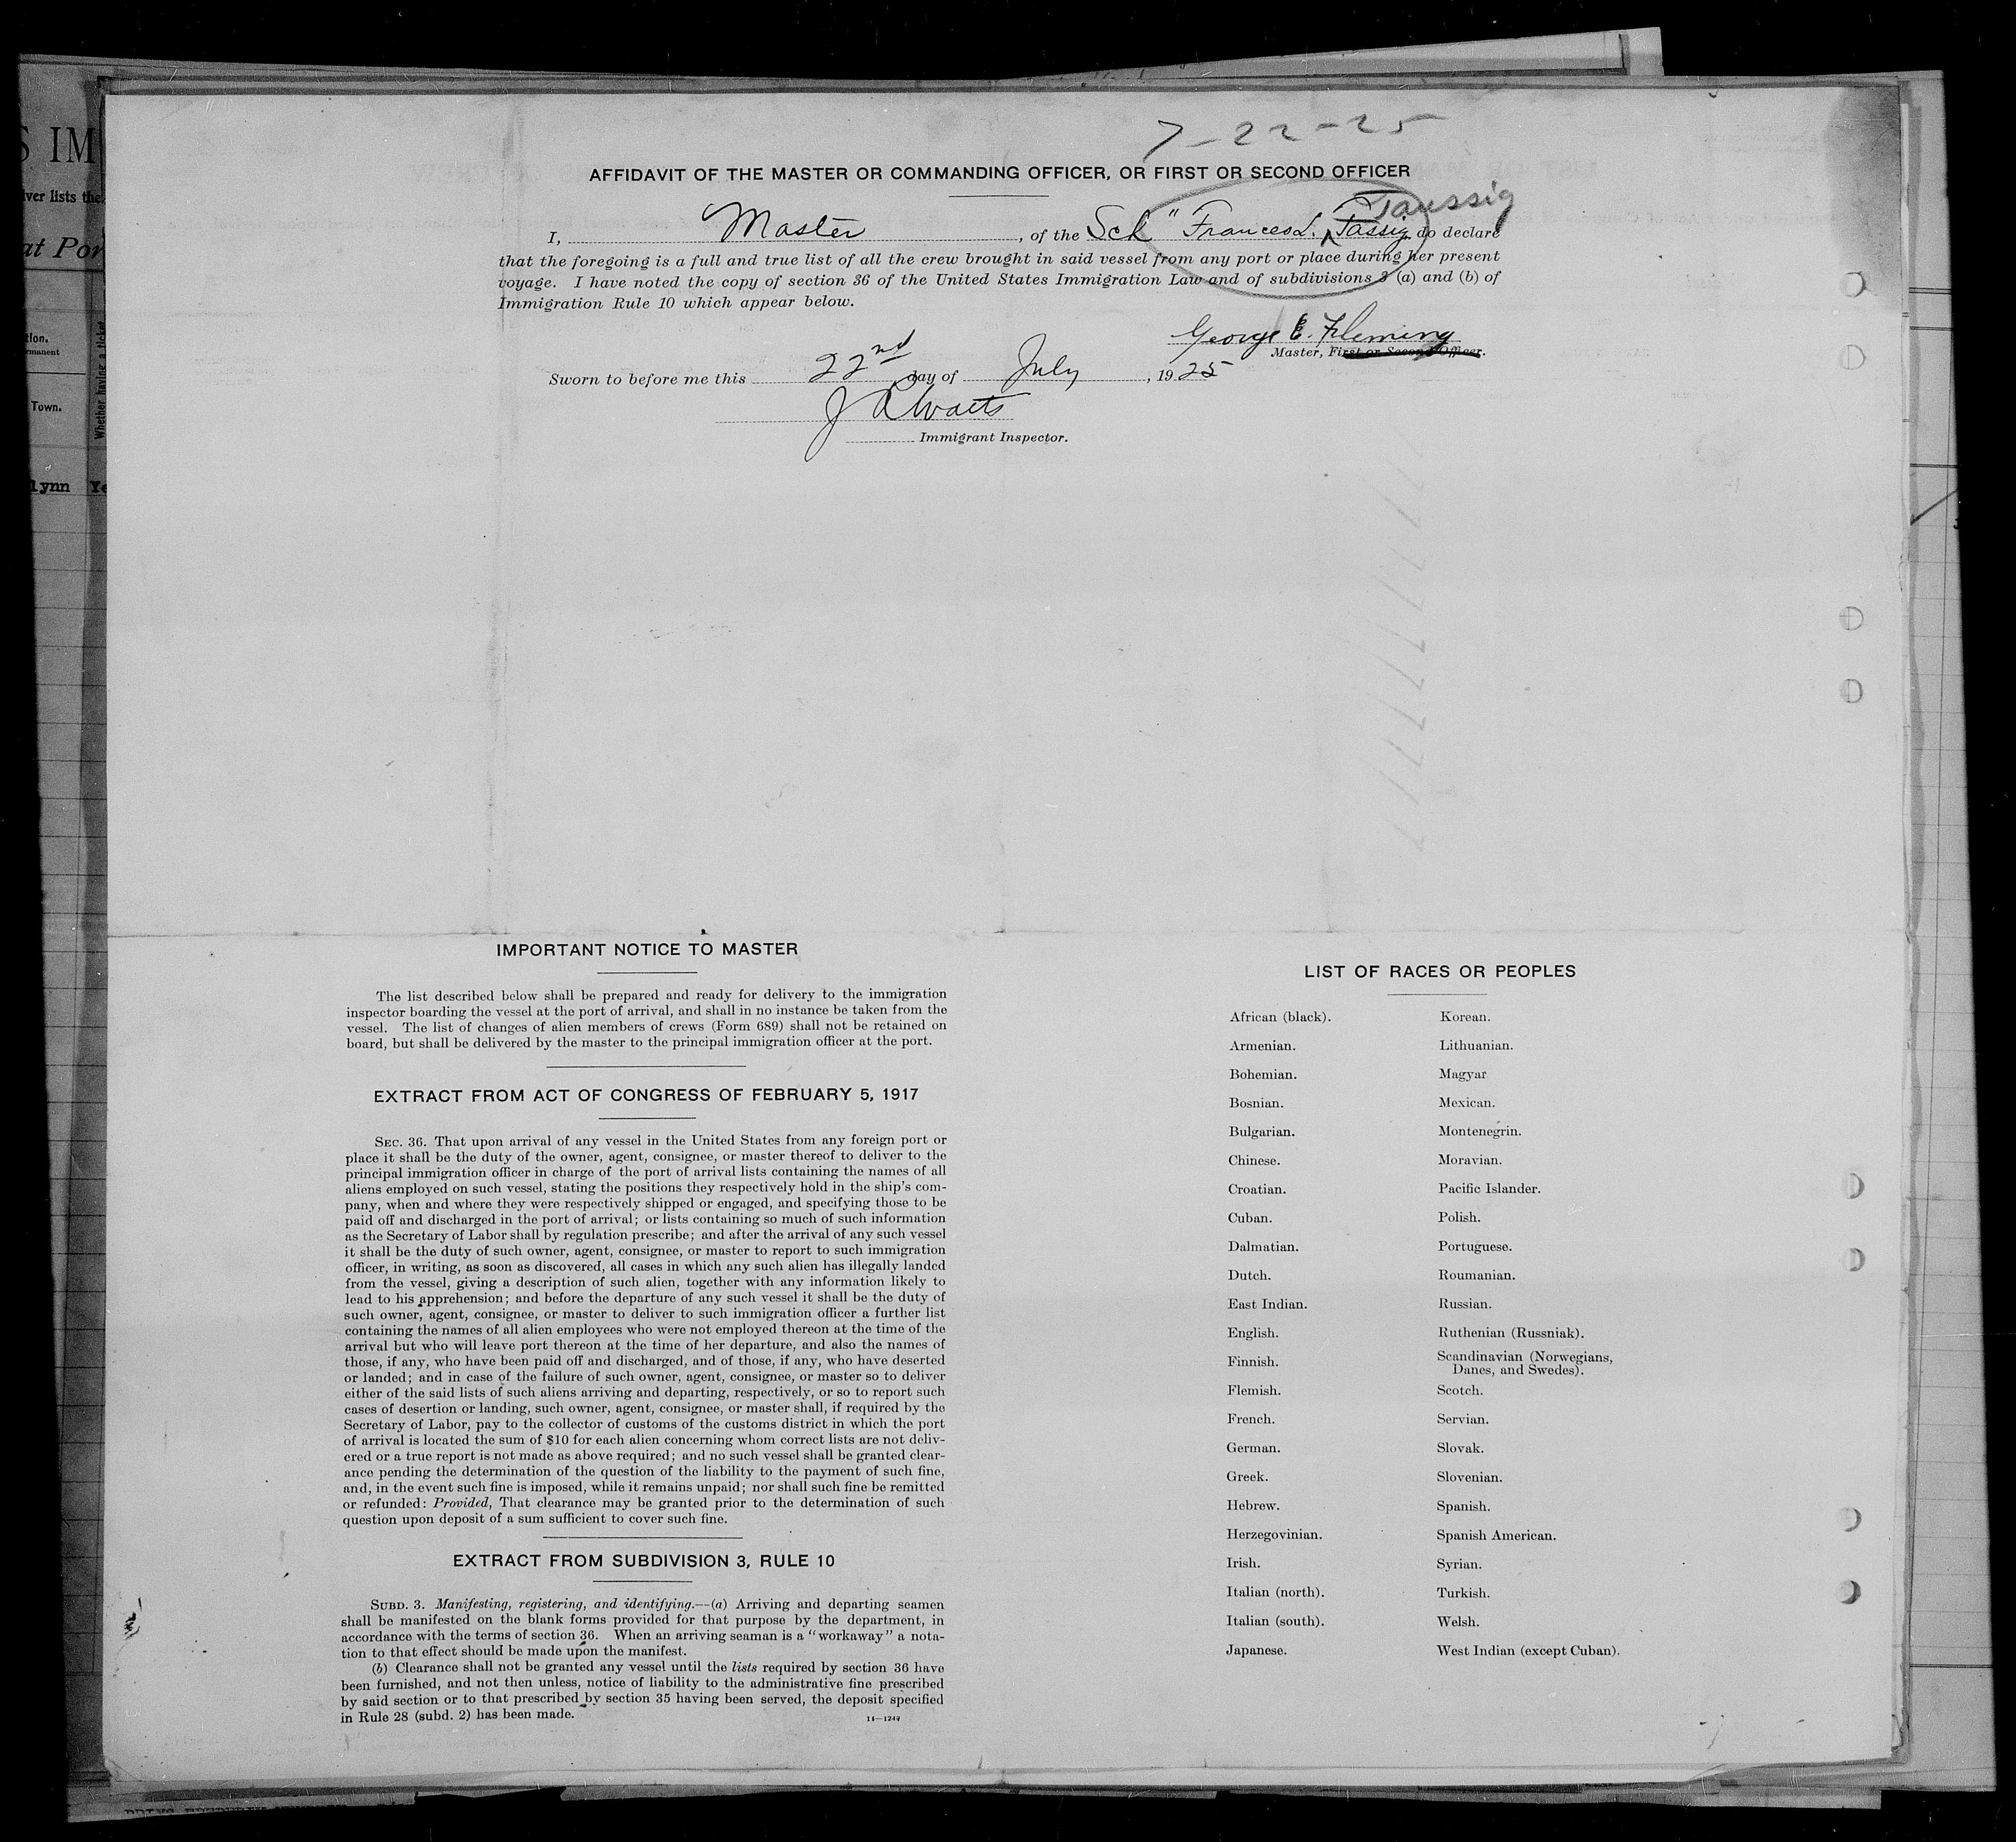 7-22-25
AFFIDAVIT OF THE MASTER OR COMMANDING OFFICER, OR FIRST OR SECOND OFFICER
Taussig
I, Master, of the Sch "Frances L. Tassig do declare
that the foregoing is a full and true list of all the crew brought in said vessel from any port or place during her present
voyage. I have noted the copy of section 36 of the United States Immigration Law and of subdivisions 3 (a) and (b) of
Immigration Rule 10 which appear below.
George E. Fleming
Master, First or Second Officer.
Sworn to before me this 22nd day of July, 1925
Immigrant Inspector.
S IM
ver lists the
at Por
tion.
rmanent
Whether having a ticket
Town.
lynn Ye
IMPORTANT NOTICE TO MASTER
The list described below shall be prepared and ready for delivery to the immigration
inspector boarding the vessel at the port of arrival, and shall in no instance be taken from the
vessel. The list of changes of alien members of crews (Form 689) shall not be retained on
board, but shall be delivered by the master to the principal immigration officer at the port.
EXTRACT FROM ACT OF CONGRESS OF FEBRUARY 5, 1917
SEC. 36. That upon arrival of any vessel in the United States from any foreign port or
place it shall be the duty of the owner, agent, consignee, or master thereof to deliver to the
principal immigration officer in charge of the port of arrival lists containing the names of all
aliens employed on such vessel, stating the positions they respectively hold in the ship's com-
pany, when and where they were respectively shipped or engaged, and specifying those to be
paid off and discharged in the port of arrival; or lists containing so much of such information
as the Secretary of Labor shall by regulation prescribe; and after the arrival of any such vessel
it shall be the duty of such owner, agent, consignee, or master to report to such immigration
officer, in writing, as soon as discovered, all cases in which any such alien has illegally landed
from the vessel, giving a description of such alien, together with any information likely to
lead to his apprehension; and before the departure of any such vessel it shall be the duty of
such owner, agent, consignee, or master to deliver to such immigration officer a further list
containing the names of all alien employees who were not employed thereon at the time of the
arrival but who will leave port thereon at the time of her departure, and also the names of
those, if any, who have been paid off and discharged, and of those, if any, who have deserted
or landed; and in case of the failure of such owner, agent, consignee, or master so to deliver
either of the said lists of such aliens arriving and departing, respectively, or so to report such
cases of desertion or landing, such owner, agent, consignee, or master shall, if required by the
Secretary of Labor, pay to the collector of customs of the customs district in which the port
of arrival is located the sum of $10 for each alien concerning whom correct lists are not deliv-
ered or a true report is not made as above required; and no such vessel shall be granted clear-
ance pending the determination of the question of the liability to the payment of such fine,
and, in the event such fine is imposed, while it remains unpaid; nor shall such fine be remitted
or refunded: Provided, That clearance may be granted prior to the determination of such
question upon deposit of a sum sufficient to cover such fine.
EXTRACT FROM SUBDIVISION 3, RULE 10
SUBD. 3. Manifesting, registering, and identifying.—(a) Arriving and departing seamen
shall be manifested on the blank forms provided for that purpose by the department, in
accordance with the terms of section 36. When an arriving seaman is a "workaway" a nota-
tion to that effect should be made upon the manifest.
(b) Clearance shall not be granted any vessel until the lists required by section 36 have
been furnished, and not then unless, notice of liability to the administrative fine prescribed
by said section or to that prescribed by section 35 having been served, the deposit specified
in Rule 28 (subd. 2) has been made.
14—1249
LIST OF RACES OR PEOPLES
African (black). Korean.
Armenian. Lithuanian.
Bohemian. Magyar
Bosnian. Mexican.
Bulgarian. Montenegrin.
Chinese. Moravian.
Croatian. Pacific Islander.
Cuban. Polish.
Dalmatian. Portuguese.
Dutch. Roumanian.
East Indian. Russian.
English. Ruthenian (Russniak).
Finnish. Scandinavian (Norwegians,
Danes, and Swedes).
Flemish. Scotch.
French. Servian.
German. Slovak.
Greek. Slovenian.
Hebrew. Spanish.
Herzegovinian. Spanish American.
Irish. Syrian.
Italian (north). Turkish.
Italian (south). Welsh.
Japanese. West Indian (except Cuban).